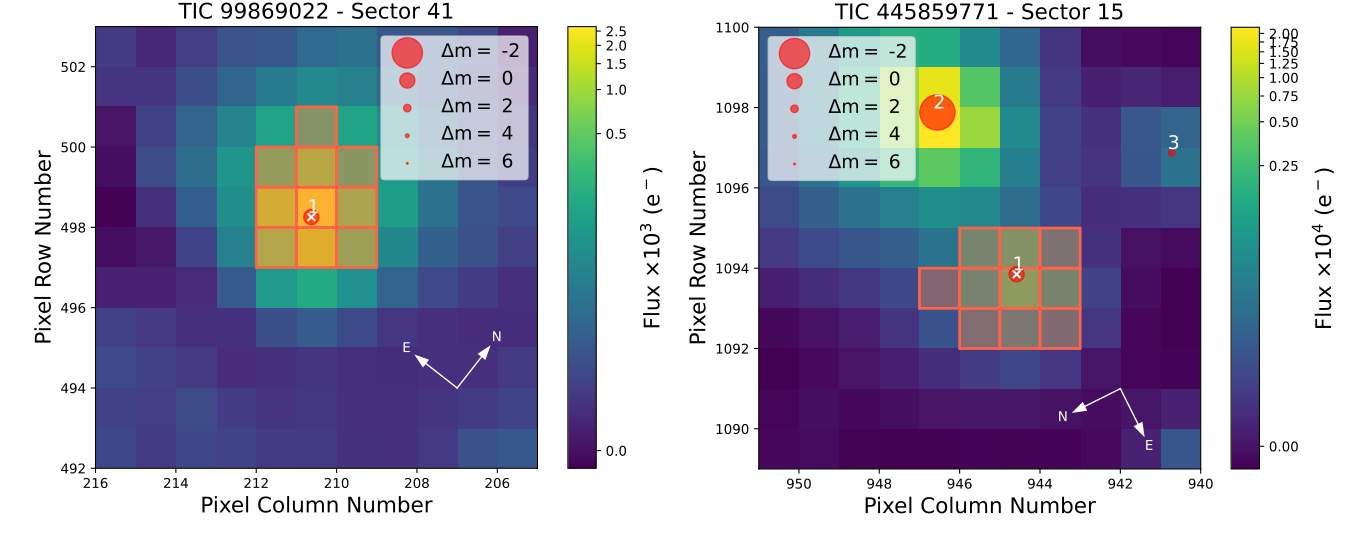 TIC 99869022 - Sector 41
502
500
498
496
494
492
216
214
212
210
208
206
Pixel Column Number
Pixel Row Number
Δm = -2
Δm = 0
Δm = 2
Δm = 4
Δm = 6
1
E
N
2.5
2.0
1.5
1.0
0.5
0.0
Flux ×10³ (e⁻)
TIC 445859771 - Sector 15
1100
1098
1096
1094
1092
1090
950
948
946
944
942
940
Pixel Column Number
Pixel Row Number
Δm = -2
Δm = 0
Δm = 2
Δm = 4
Δm = 6
2
3
1
N
E
2.00
1.75
1.50
1.25
1.00
0.75
0.50
0.25
0.00
Flux ×10⁴ (e⁻)